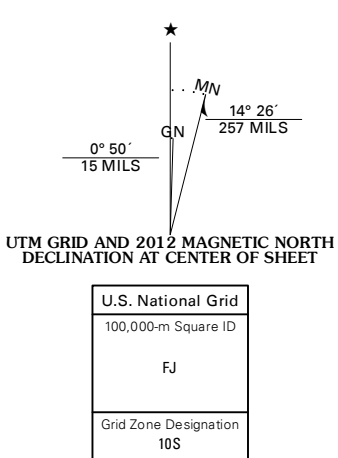 MN
14° 26´
257 MILS
GN
0° 50´
15 MILS
UTM GRID AND 2012 MAGNETIC NORTH
DECLINATION AT CENTER OF SHEET
U.S. National Grid
100,000-m Square ID
FJ
Grid Zone Designation
10S